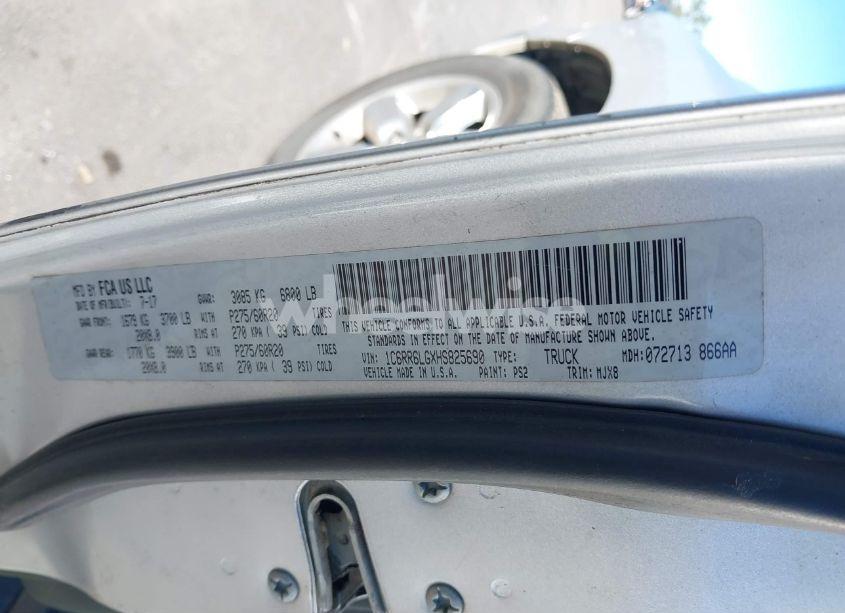 MFD BY FCA US LLC
DATE OF MFR(BUILT): 7-17 GVWR: 3085 KG 6800 LB
GAWR FRONT: 1678 KG 3700 LB WITH P275/60R20 TIRES
20X8.0 RIMS AT 270 KPA ( 39 PSI) COLD
GAWR REAR: 1770 KG 3900 LB WITH P275/60R20 TIRES
20X8.0 RIMS AT 270 KPA ( 39 PSI) COLD
THIS VEHICLE CONFORMS TO ALL APPLICABLE U.S.A. FEDERAL MOTOR VEHICLE SAFETY
STANDARDS IN EFFECT ON THE DATE OF MANUFACTURE SHOWN ABOVE.
VIN: 1C6RR6LGXHS825690 TYPE: TRUCK MDH: 072713 866AA
VEHICLE MADE IN U.S.A. PAINT: PS2 TRIM: MJX8
wheelwise